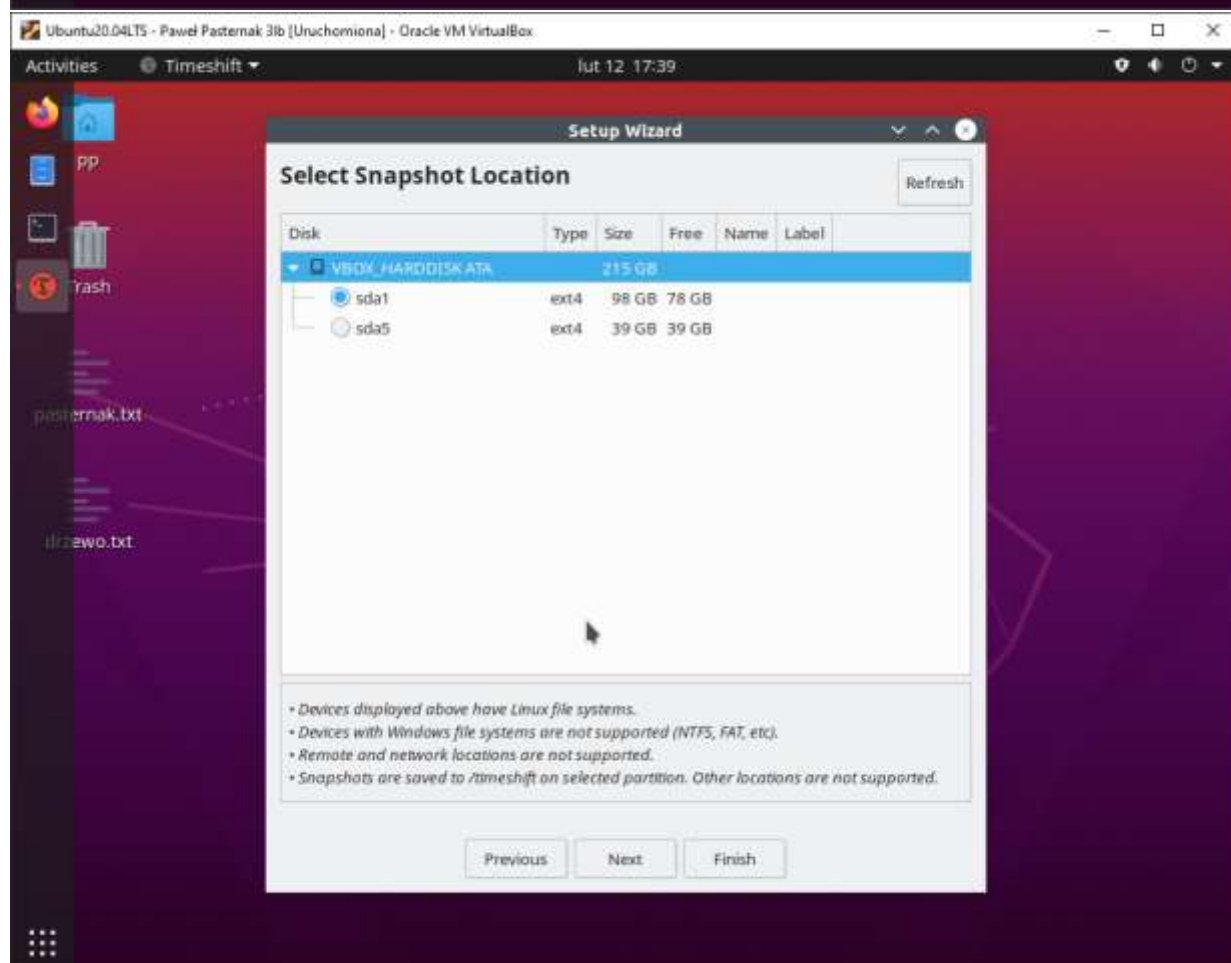 Ubuntu20.04LTS - Paweł Pasternak 3lb [Uruchomiona] - Oracle VM VirtualBox
Activities Timeshift lut 12 17:39
Setup Wizard
PP
Select Snapshot Location
Refresh
Disk Type Size Free Name Label
VBOX_HARDDISK ATA 215 GB
Trash
sda1 ext4 98 GB 78 GB
sda5 ext4 39 GB 39 GB
pasternak.txt
drzewo.txt
• Devices displayed above have Linux file systems.
• Devices with Windows file systems are not supported (NTFS, FAT, etc).
• Remote and network locations are not supported.
• Snapshots are saved to /timeshift on selected partition. Other locations are not supported.
Previous Next Finish